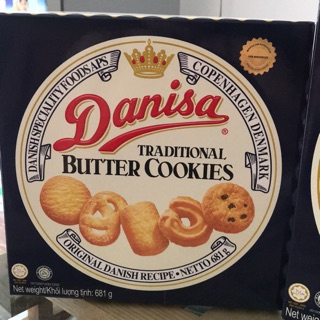 DANISH SPECIALITY FOODS APS
COPENHAGEN DENMARK
Danisa
®
TRADITIONAL
BUTTER COOKIES
ORIGINAL DANISH RECIPE • NETTO 681g
Net weight/Khối lượng tịnh: 681 g